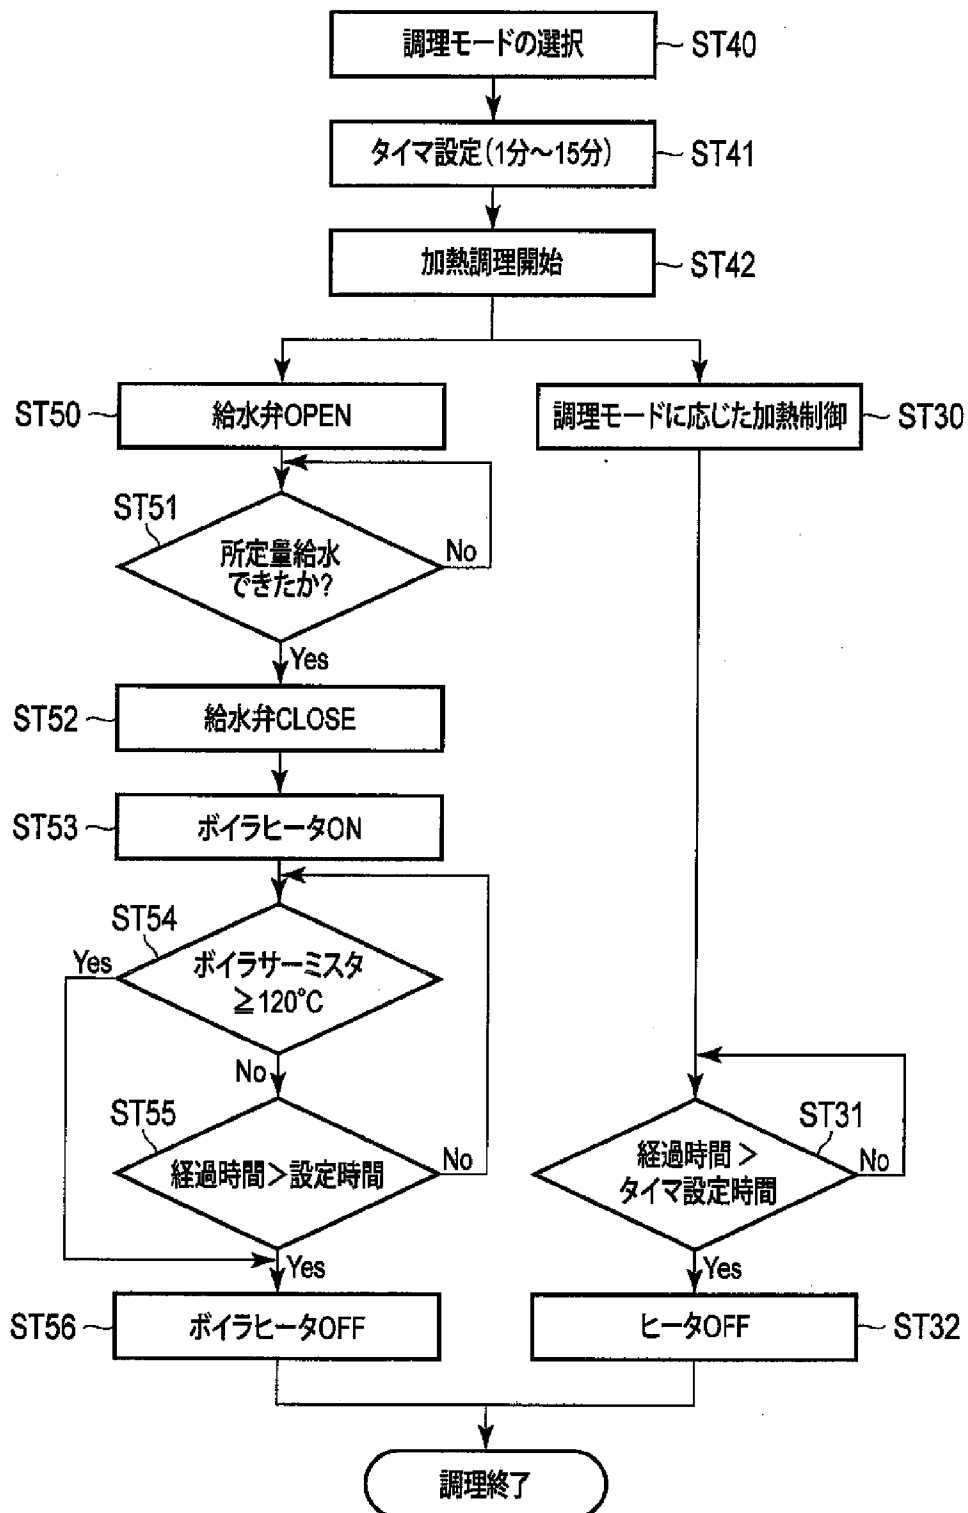 調理モードの選択
ST40
タイマ設定(1分～15分)
ST41
加熱調理開始
ST42
ST50
給水弁OPEN
調理モードに応じた加熱制御
ST30
ST51
所定量給水
できたか?
No
Yes
ST52
給水弁CLOSE
ST53
ボイラヒータON
ST54
Yes
ボイラサーミスタ
≧120°C
No
ST55
経過時間>設定時間
No
ST31
経過時間>
タイマ設定時間
No
Yes
Yes
ST56
ボイラヒータOFF
ヒータOFF
ST32
調理終了